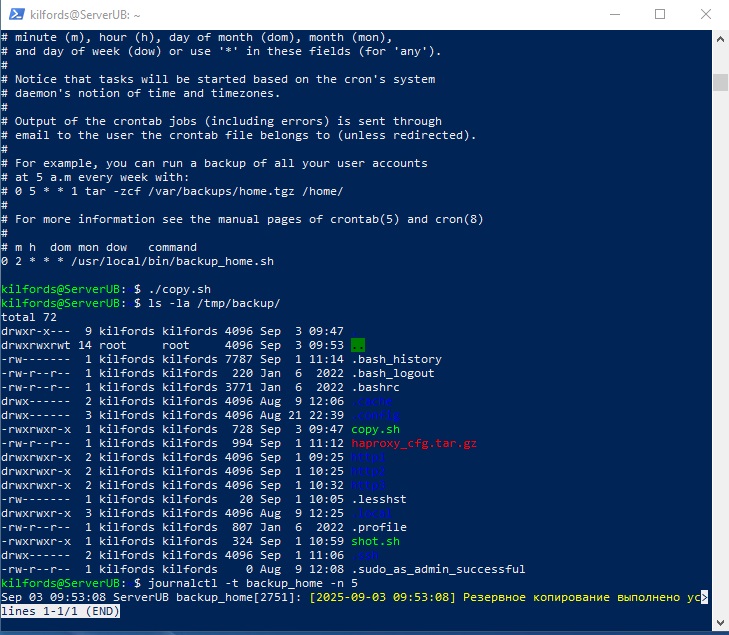 kilfords@ServerUB: ~
# minute (m), hour (h), day of month (dom), month (mon),
# and day of week (dow) or use '*' in these fields (for 'any').
#
# Notice that tasks will be started based on the cron's system
# daemon's notion of time and timezones.
#
# Output of the crontab jobs (including errors) is sent through
# email to the user the crontab file belongs to (unless redirected).
#
# For example, you can run a backup of all your user accounts
# at 5 a.m every week with:
# 0 5 * * 1 tar -zcf /var/backups/home.tgz /home/
#
# For more information see the manual pages of crontab(5) and cron(8)
#
# m h  dom mon dow   command
0 2 * * * /usr/local/bin/backup_home.sh
kilfords@ServerUB: $ ./copy.sh
kilfords@ServerUB: $ ls -la /tmp/backup/
total 72
drwxr-x---  9 kilfords kilfords 4096 Sep  3 09:47
drwxrwxrwt 14 root     root     4096 Sep  3 09:53 ..
-rw-------  1 kilfords kilfords 7787 Sep  1 11:14 .bash_history
-rw-r--r--  1 kilfords kilfords  220 Jan  6  2022 .bash_logout
-rw-r--r--  1 kilfords kilfords 3771 Jan  6  2022 .bashrc
drwx------  2 kilfords kilfords 4096 Aug  9 12:06 .cache
drwx------  3 kilfords kilfords 4096 Aug 21 22:39 .config
-rwxrwxr-x  1 kilfords kilfords  728 Sep  3 09:47 copy.sh
-rw-r--r--  1 kilfords kilfords  994 Sep  1 11:12 haproxy_cfg.tar.gz
drwxrwxr-x  2 kilfords kilfords 4096 Sep  1 09:25
drwxrwxr-x  2 kilfords kilfords 4096 Sep  1 10:25
drwxrwxr-x  2 kilfords kilfords 4096 Sep  1 10:32
-rw-------  1 kilfords kilfords   20 Sep  1 10:05 .lesshst
drwxrwxr-x  3 kilfords kilfords 4096 Aug  9 12:25 .local
-rw-r--r--  1 kilfords kilfords  807 Jan  6  2022 .profile
-rwxrwxr-x  1 kilfords kilfords  324 Sep  1 10:59 shot.sh
drwx------  2 kilfords kilfords 4096 Sep  1 11:06 .ssh
-rw-r--r--  1 kilfords kilfords    0 Aug  9 12:08 .sudo_as_admin_successful
kilfords@ServerUB: $ journalctl -t backup_home -n 5
Sep 03 09:53:08 ServerUB backup_home[2751]: [2025-09-03 09:53:08] Резервное копирование выполнено ус>
lines 1-1/1 (END)